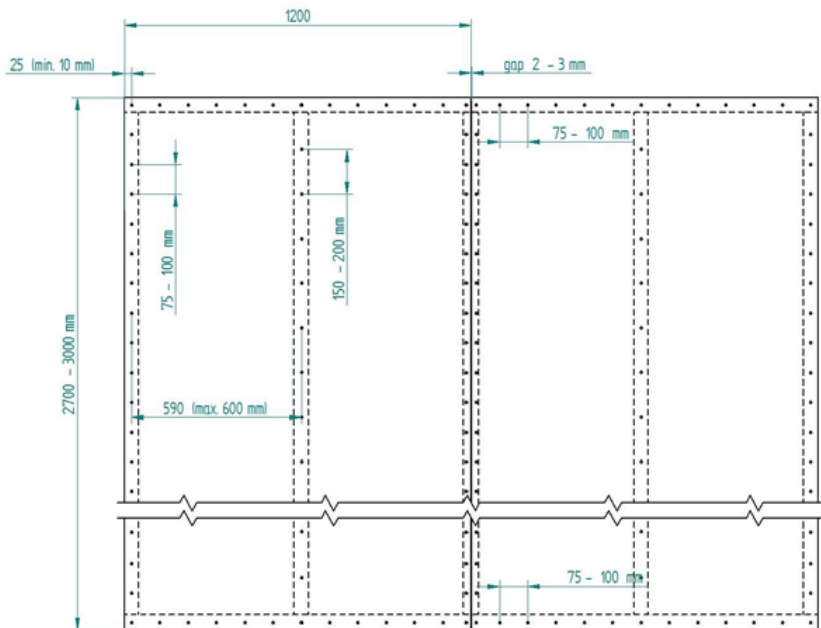 1200
25 (min. 10 mm)
gap 2 - 3 mm
75 - 100 mm
75 - 100 mm
150 - 200 mm
2700 - 3000 mm
590 (max. 600 mm)
75 - 100 mm